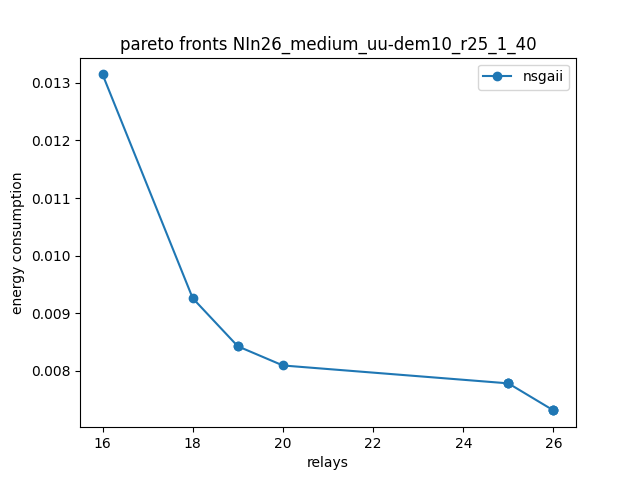 pareto fronts NIn26_medium_uu-dem10_r25_1_40
nsgaii
0.013
0.012
0.011
0.010
0.009
0.008
energy consumption
16 18 20 22 24 26
relays